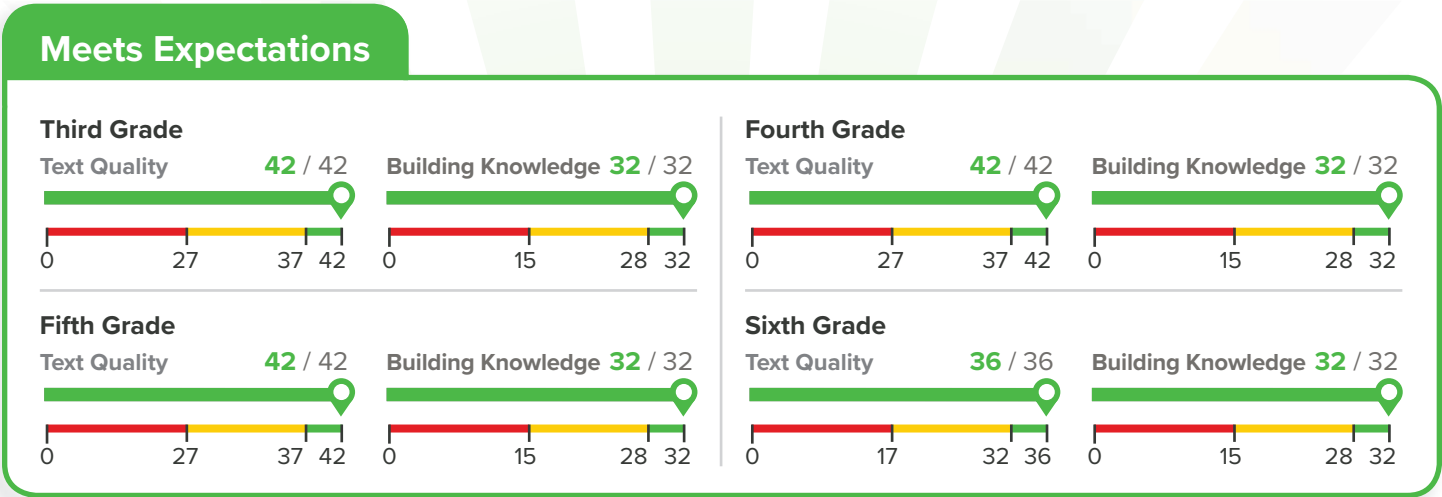 Meets Expectations
Third Grade
Text Quality 42 / 42
0 27 37 42
Building Knowledge 32 / 32
0 15 28 32
Fourth Grade
Text Quality 42 / 42
0 27 37 42
Building Knowledge 32 / 32
0 15 28 32
Fifth Grade
Text Quality 42 / 42
0 27 37 42
Building Knowledge 32 / 32
0 15 28 32
Sixth Grade
Text Quality 36 / 36
0 17 32 36
Building Knowledge 32 / 32
0 15 28 32